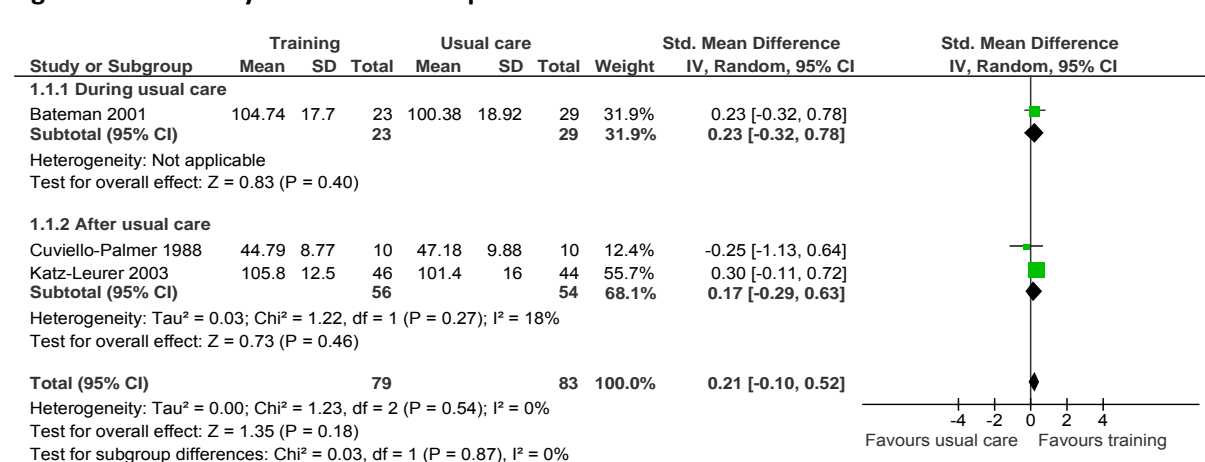 Training Usual care Std. Mean Difference Std. Mean Difference
Study or Subgroup Mean SD Total Mean SD Total Weight IV, Random, 95% CI IV, Random, 95% CI
1.1.1 During usual care
Bateman 2001 104.74 17.7 23 100.38 18.92 29 31.9% 0.23 [-0.32, 0.78]
Subtotal (95% CI) 23 29 31.9% 0.23 [-0.32, 0.78]
Heterogeneity: Not applicable
Test for overall effect: Z = 0.83 (P = 0.40)
1.1.2 After usual care
Cuviello-Palmer 1988 44.79 8.77 10 47.18 9.88 10 12.4% -0.25 [-1.13, 0.64]
Katz-Leurer 2003 105.8 12.5 46 101.4 16 44 55.7% 0.30 [-0.11, 0.72]
Subtotal (95% CI) 56 54 68.1% 0.17 [-0.29, 0.63]
Heterogeneity: Tau² = 0.03; Chi² = 1.22, df = 1 (P = 0.27); I² = 18%
Test for overall effect: Z = 0.73 (P = 0.46)
Total (95% CI) 79 83 100.0% 0.21 [-0.10, 0.52]
Heterogeneity: Tau² = 0.00; Chi² = 1.23, df = 2 (P = 0.54); I² = 0%
Test for overall effect: Z = 1.35 (P = 0.18)
Test for subgroup differences: Chi² = 0.03, df = 1 (P = 0.87), I² = 0%
-4 -2 0 2 4
Favours usual care Favours training